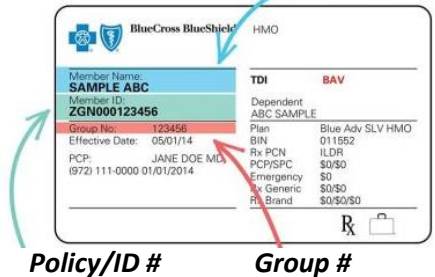 BlueCross BlueShield HMO
Member Name:
SAMPLE ABC
Member ID:
ZGN000123456
Group No: 123456
Effective Date: 05/01/14
PCP: JANE DOE MD
(972) 111-0000 01/01/2014
TDI BAV
Dependent
ABC SAMPLE
Plan Blue Adv SLV HMO
BIN 011552
Rx PCN ILDR
PCP/SPC $0/$0
Emergency $0
Rx Generic $0/$0
Rx Brand $0/$0/$0
Rx
Policy/ID # Group #